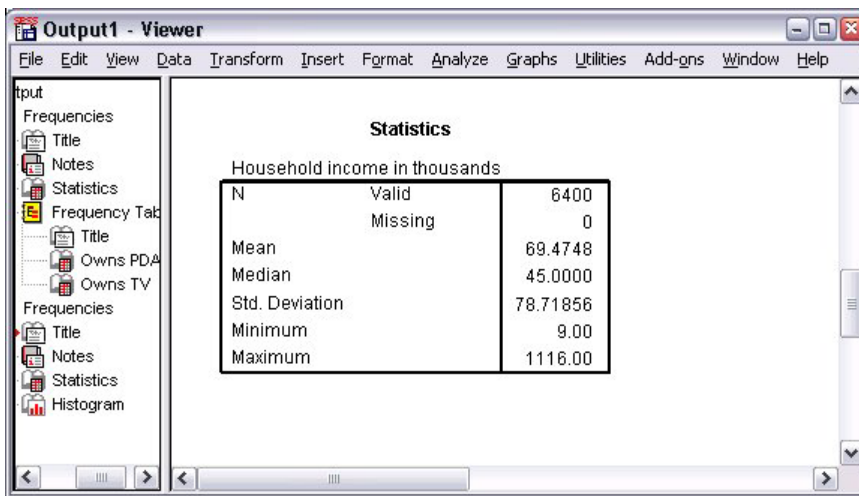 Output1 - Viewer
File Edit View Data Transform Insert Format Analyze Graphs Utilities Add-ons Window Help
tput
Frequencies
Title
Notes
Statistics
Frequency Tab
Title
Owns PDA
Owns TV
Frequencies
Title
Notes
Statistics
Histogram
Statistics
Household income in thousands
N Valid 6400
Missing 0
Mean 69.4748
Median 45.0000
Std. Deviation 78.71856
Minimum 9.00
Maximum 1116.00